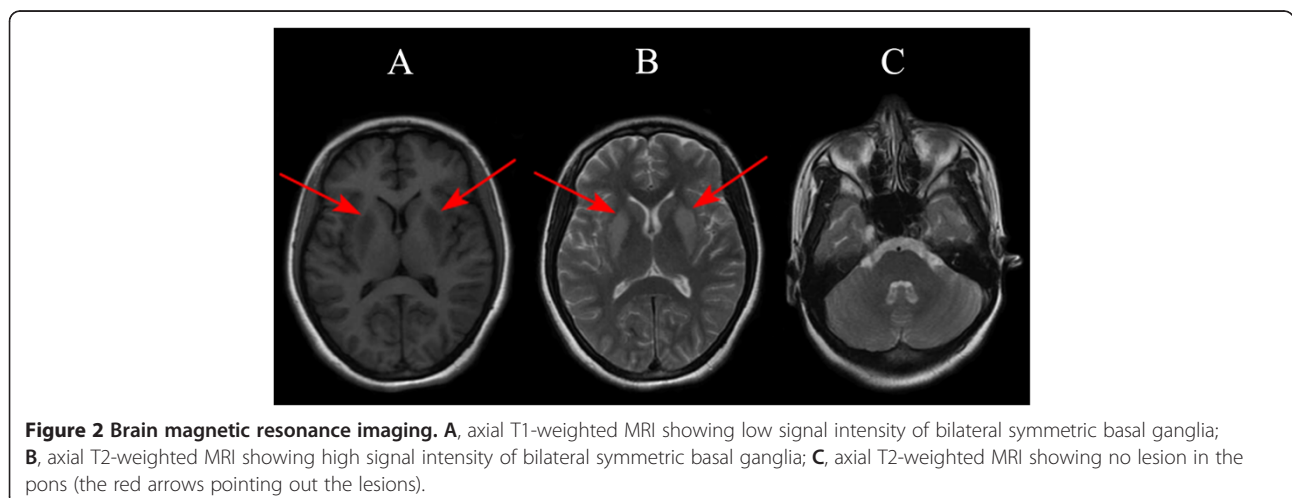 A B C
Figure 2 Brain magnetic resonance imaging. A, axial T1-weighted MRI showing low signal intensity of bilateral symmetric basal ganglia;
B, axial T2-weighted MRI showing high signal intensity of bilateral symmetric basal ganglia; C, axial T2-weighted MRI showing no lesion in the
pons (the red arrows pointing out the lesions).